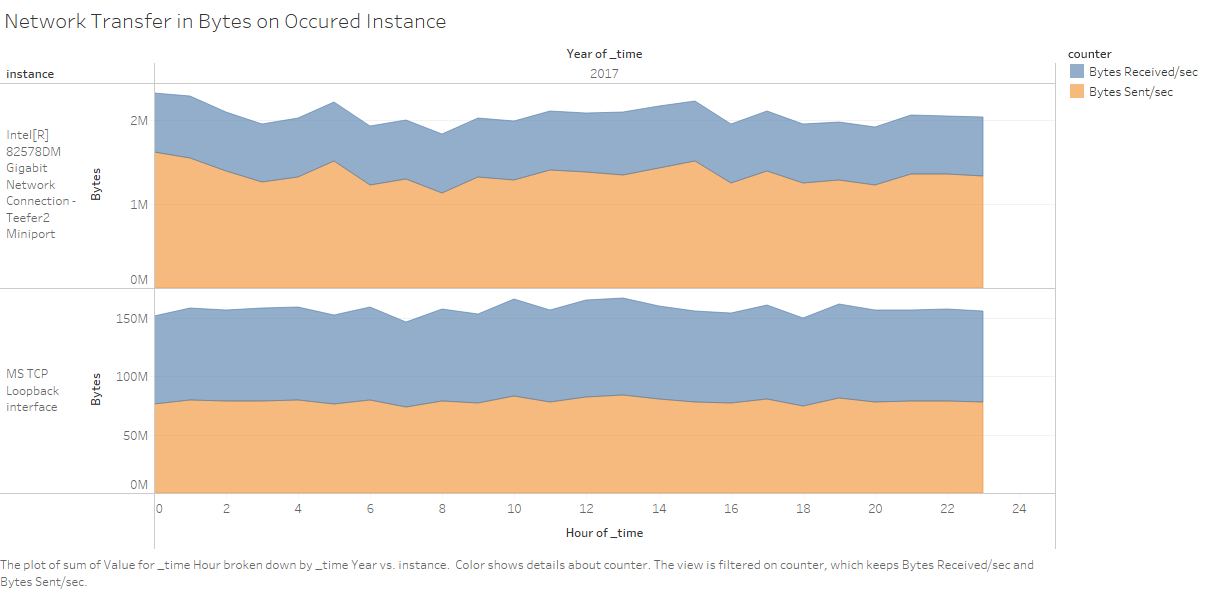 Network Transfer in Bytes on Occured Instance
Year of _time
counter
instance
2017
Bytes Received/sec
Bytes Sent/sec
Intel[R]
82578DM
Gigabit
Network
Connection -
Teefer2
Miniport
Bytes
2M
1M
0M
MS TCP
Loopback
interface
Bytes
150M
100M
50M
0M
0 2 4 6 8 10 12 14 16 18 20 22 24
Hour of _time
The plot of sum of Value for _time Hour broken down by _time Year vs. instance. Color shows details about counter. The view is filtered on counter, which keeps Bytes Received/sec and
Bytes Sent/sec.